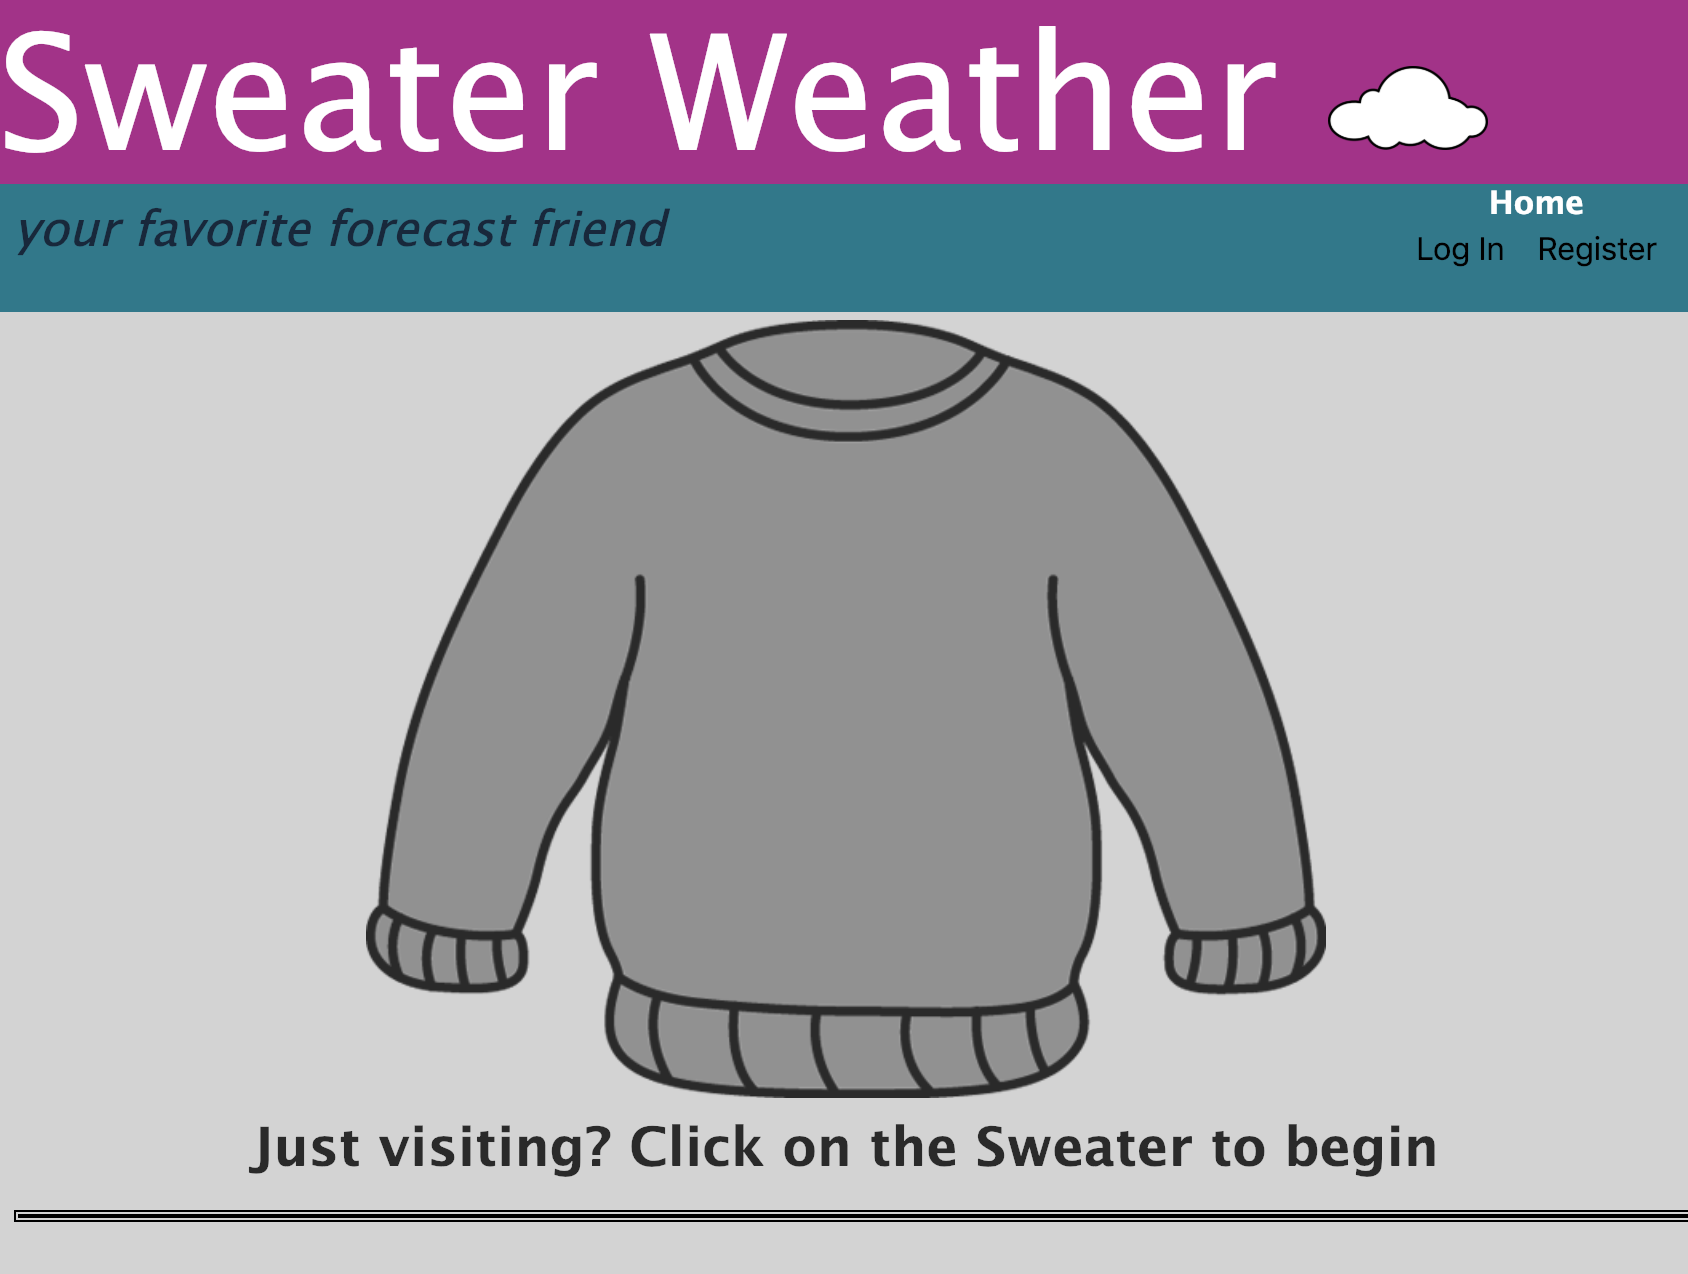 Sweater Weather
your favorite forecast friend
Home
Log In Register
Just visiting? Click on the Sweater to begin